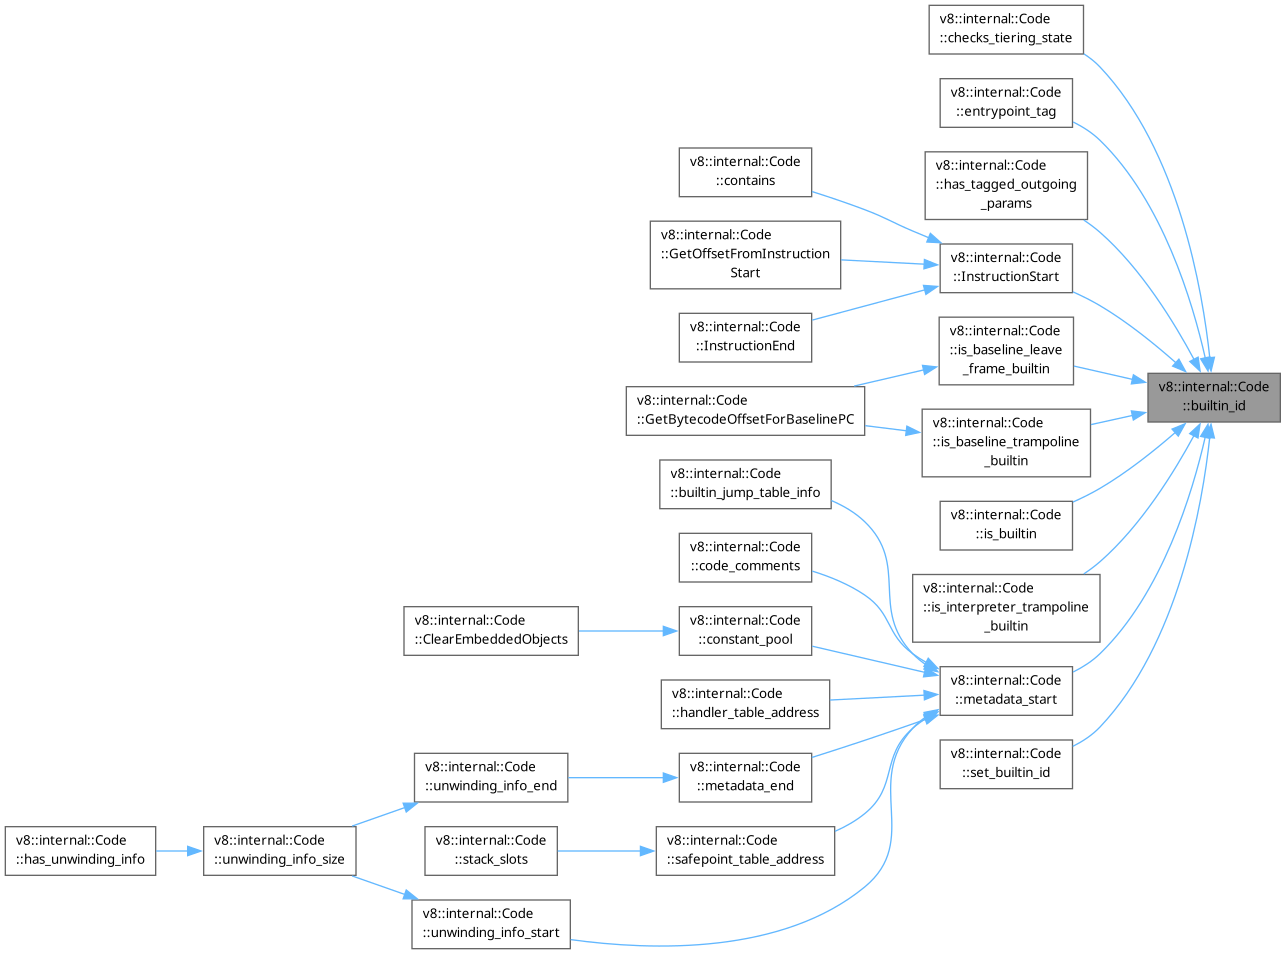 v8::internal::Code
::checks_tiering_state
v8::internal::Code
::entrypoint_tag
v8::internal::Code
::has_tagged_outgoing
_params
v8::internal::Code
::contains
v8::internal::Code
::GetOffsetFromInstruction
Start
v8::internal::Code
::InstructionStart
v8::internal::Code
::InstructionEnd
v8::internal::Code
::is_baseline_leave
_frame_builtin
v8::internal::Code
::builtin_id
v8::internal::Code
::GetBytecodeOffsetForBaselinePC
v8::internal::Code
::is_baseline_trampoline
_builtin
v8::internal::Code
::builtin_jump_table_info
v8::internal::Code
::is_builtin
v8::internal::Code
::code_comments
v8::internal::Code
::is_interpreter_trampoline
_builtin
v8::internal::Code
::ClearEmbeddedObjects
v8::internal::Code
::constant_pool
v8::internal::Code
::metadata_start
v8::internal::Code
::handler_table_address
v8::internal::Code
::set_builtin_id
v8::internal::Code
::unwinding_info_end
v8::internal::Code
::metadata_end
v8::internal::Code
::has_unwinding_info
v8::internal::Code
::unwinding_info_size
v8::internal::Code
::stack_slots
v8::internal::Code
::safepoint_table_address
v8::internal::Code
::unwinding_info_start